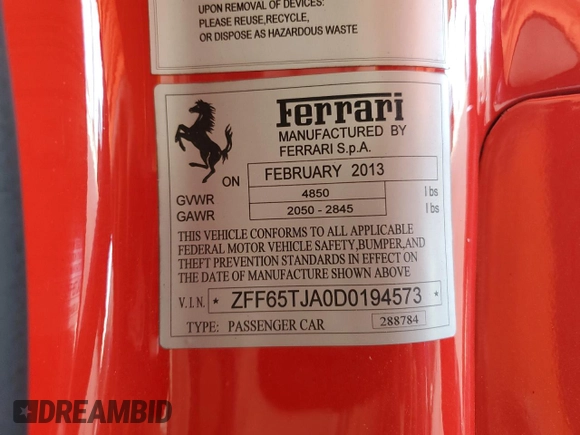 UPON REMOVAL OF DEVICES:
PLEASE REUSE,RECYCLE,
OR DISPOSE AS HAZARDOUS WASTE
Ferrari
MANUFACTURED BY
FERRARI S.p.A.
ON FEBRUARY 2013
GVWR 4850 lbs
GAWR 2050 - 2845 lbs
THIS VEHICLE CONFORMS TO ALL APPLICABLE
FEDERAL MOTOR VEHICLE SAFETY,BUMPER,AND
THEFT PREVENTION STANDARDS IN EFFECT ON
THE DATE OF MANUFACTURE SHOWN ABOVE
V.I.N. * ZFF65TJA0D0194573 *
TYPE: PASSENGER CAR 288784
DREAMBID